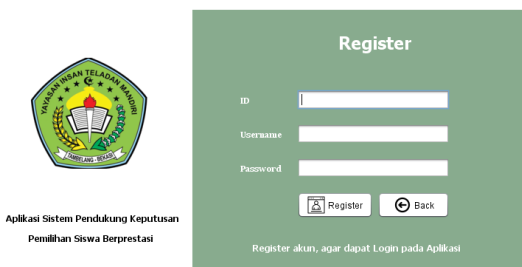 Register
YAYASAN INSAN TELADAN MANDIRI
TAMBELANG - BEKASI
ID
Username
Password
Register
Back
Aplikasi Sistem Pendukung Keputusan
Pemilihan Siswa Berprestasi
Register akun, agar dapat Login pada Aplikasi